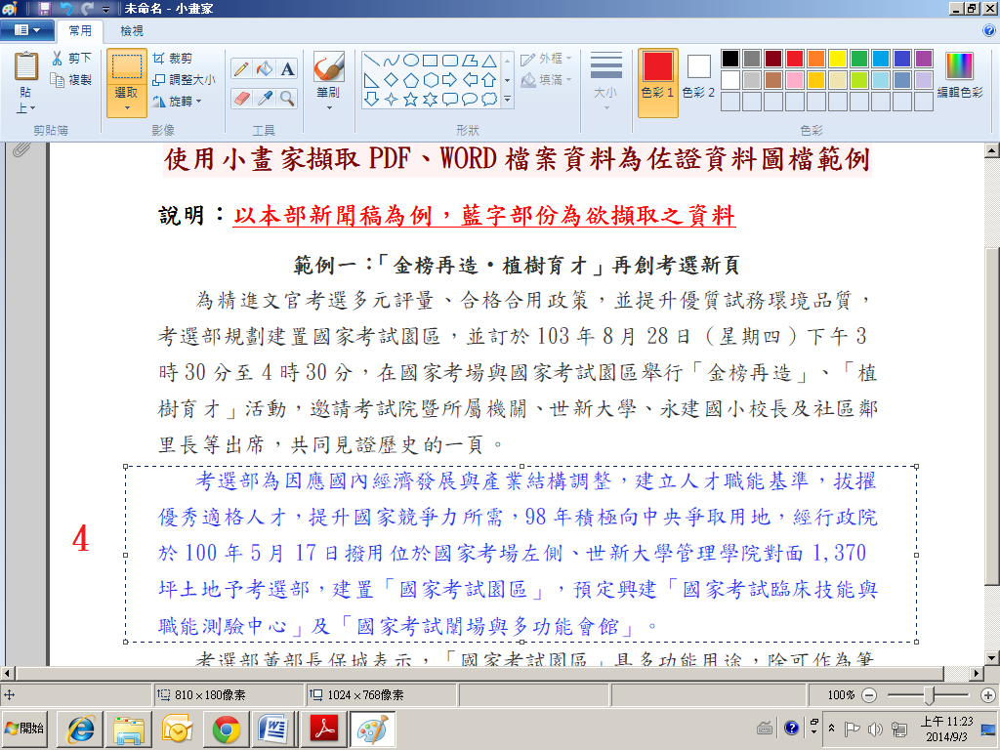 未命名 - 小畫家
常用
檢視
貼上
剪下
複製
剪貼簿
選取
裁剪
調整大小
旋轉
影像
A
工具
筆刷
外框
填滿
形狀
大小
色彩 1
色彩 2
編輯色彩
色彩
使用小畫家擷取 PDF、WORD 檔案資料為佐證資料圖檔範例
說明：以本部新聞稿為例，藍字部份為欲擷取之資料
範例一：「金榜再造‧植樹育才」再創考選新頁
為精進文官考選多元評量、合格合用政策，並提升優質試務環境品質，
考選部規劃建置國家考試園區，並訂於 103 年 8 月 28 日（星期四）下午 3
時 30 分至 4 時 30 分，在國家考場與國家考試園區舉行「金榜再造」、「植
樹育才」活動，邀請考試院暨所屬機關、世新大學、永建國小校長及社區鄰
里長等出席，共同見證歷史的一頁。
考選部為因應國內經濟發展與產業結構調整，建立人才職能基準，拔擢
優秀適格人才，提升國家競爭力所需，98 年積極向中央爭取用地，經行政院
於 100 年 5 月 17 日撥用位於國家考場左側、世新大學管理學院對面 1,370
坪土地予考選部，建置「國家考試園區」，預定興建「國家考試臨床技能與
職能測驗中心」及「國家考試闈場與多功能會館」。
4
考選部董部長保城表示，「國家考試園區」具多功能用途，除可作為筆
810 × 180像素
1024 × 768像素
100%
開始
上午 11:23
2014/9/3